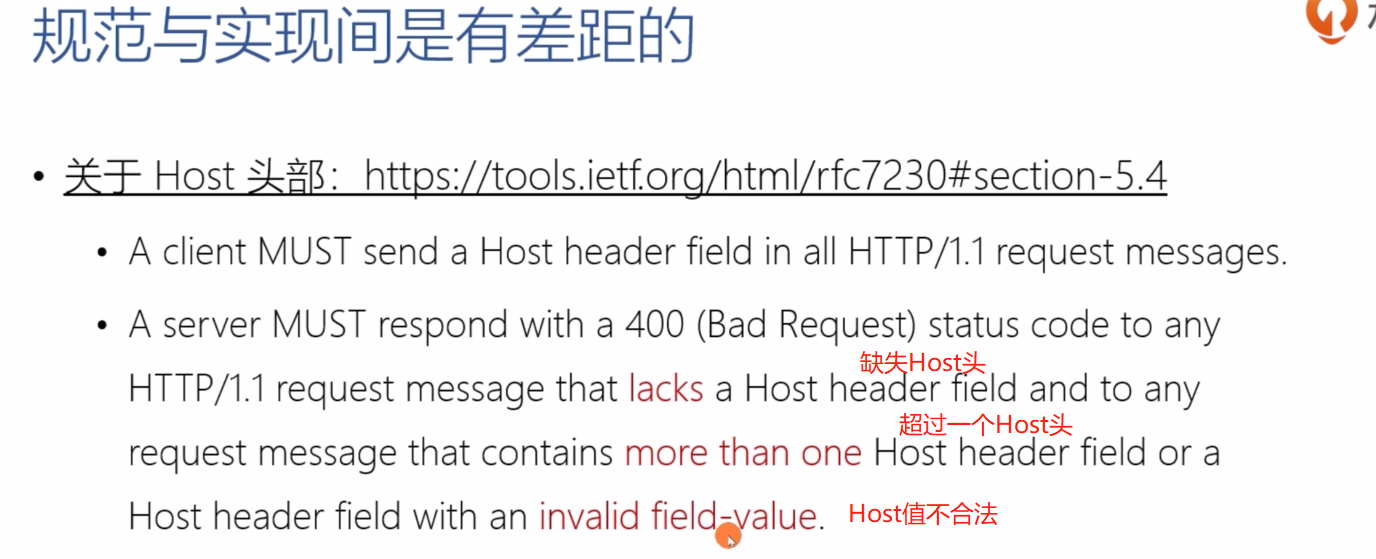 规范与实现间是有差距的
• 关于 Host 头部：https://tools.ietf.org/html/rfc7230#section-5.4
• A client MUST send a Host header field in all HTTP/1.1 request messages.
• A server MUST respond with a 400 (Bad Request) status code to any
缺失Host头
HTTP/1.1 request message that lacks a Host header field and to any
超过一个Host头
request message that contains more than one Host header field or a
Host header field with an invalid field-value. Host值不合法